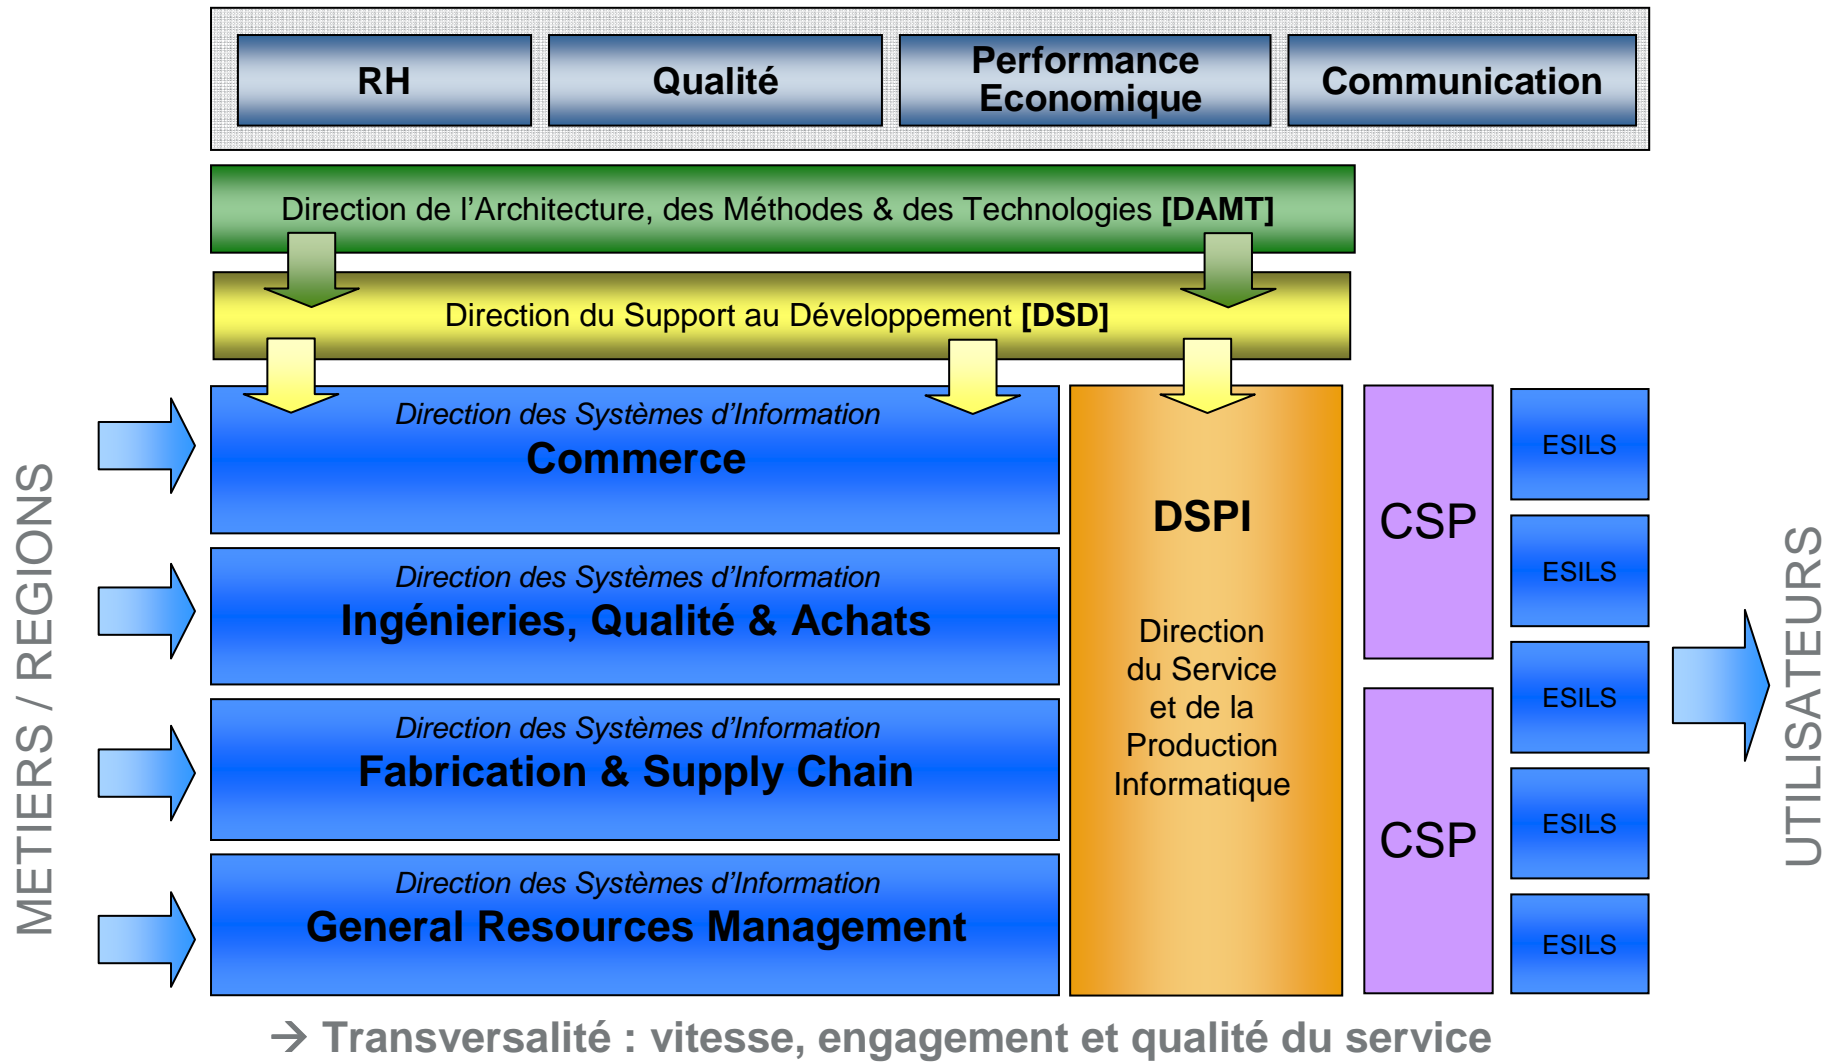 RH
Qualité
Performance
Economique
Communication
Direction de l’Architecture, des Méthodes & des Technologies [DAMT]
Direction du Support au Développement [DSD]
METIERS / REGIONS
Direction des Systèmes d’Information
Commerce
Direction des Systèmes d’Information
Ingénieries, Qualité & Achats
Direction des Systèmes d’Information
Fabrication & Supply Chain
Direction des Systèmes d’Information
General Resources Management
DSPI
Direction
du Service
et de la
Production
Informatique
CSP
CSP
ESILS
ESILS
ESILS
ESILS
ESILS
UTILISATEURS
→ Transversalité : vitesse, engagement et qualité du service